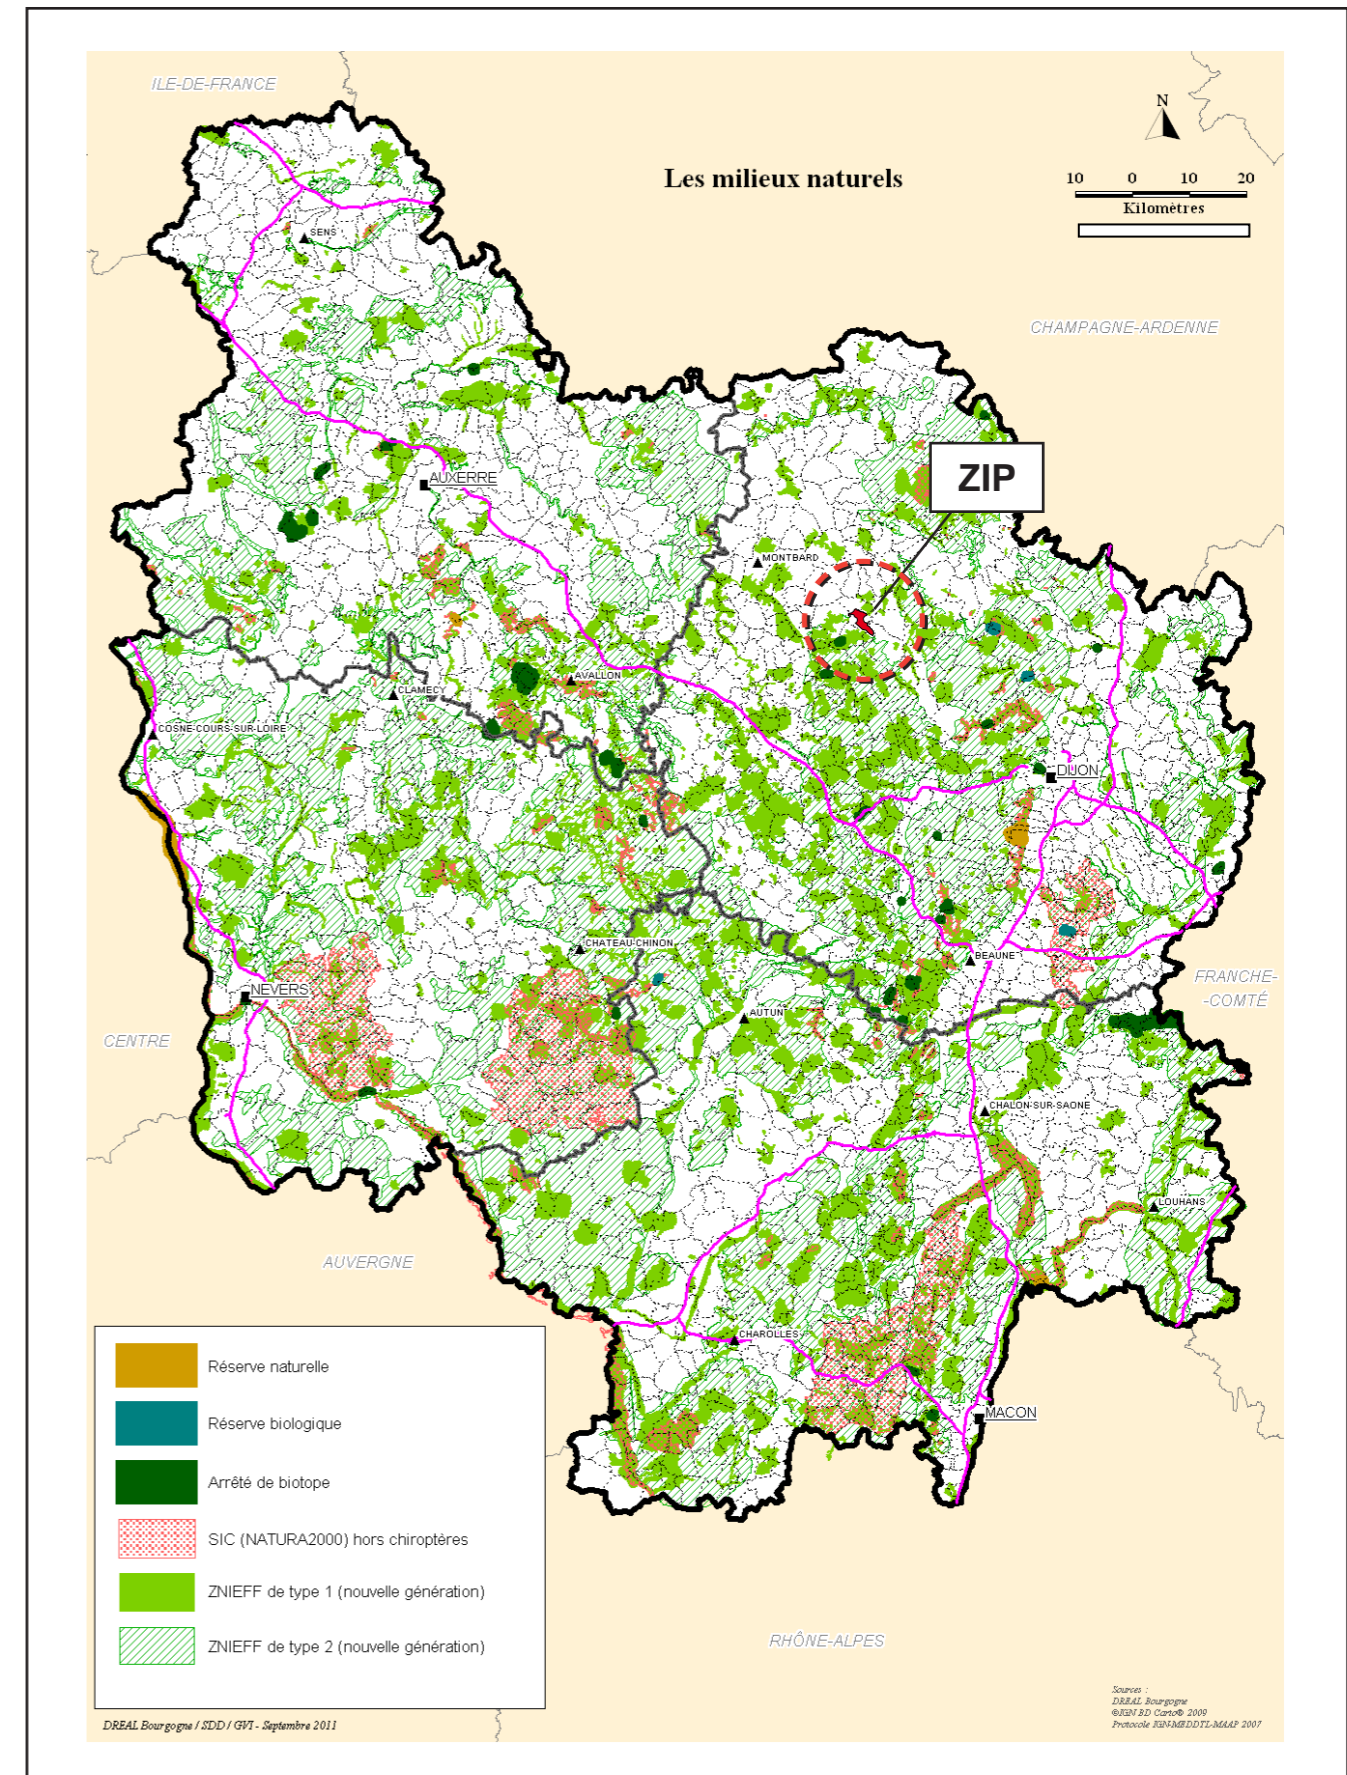 ILE-DE-FRANCE
N
Les milieux naturels
10 0 10 20
Kilomètres
SENS
CHAMPAGNE-ARDENNE
ZIP
AUXERRE
MONTBARD
AVALLON
CLAMECY
COSNE-COURS-SUR-LOIRE
DIJON
CHATEAU-CHINON
BEAUNE
FRANCHE-
-COMTÉ
NEVERS
AUTUN
CENTRE
CHALON-SUR-SAONE
LOUHANS
AUVERGNE
CHAROLLES
MACON
Réserve naturelle
Réserve biologique
Arrêté de biotope
SIC (NATURA2000) hors chiroptères
ZNIEFF de type 1 (nouvelle génération)
ZNIEFF de type 2 (nouvelle génération)
RHÔNE-ALPES
Sources :
DREAL Bourgogne
©IGN BD Carto® 2009
Protocole IGN-MEDDTL-MAAP 2007
DREAL Bourgogne / SDD / GVI - Septembre 2011